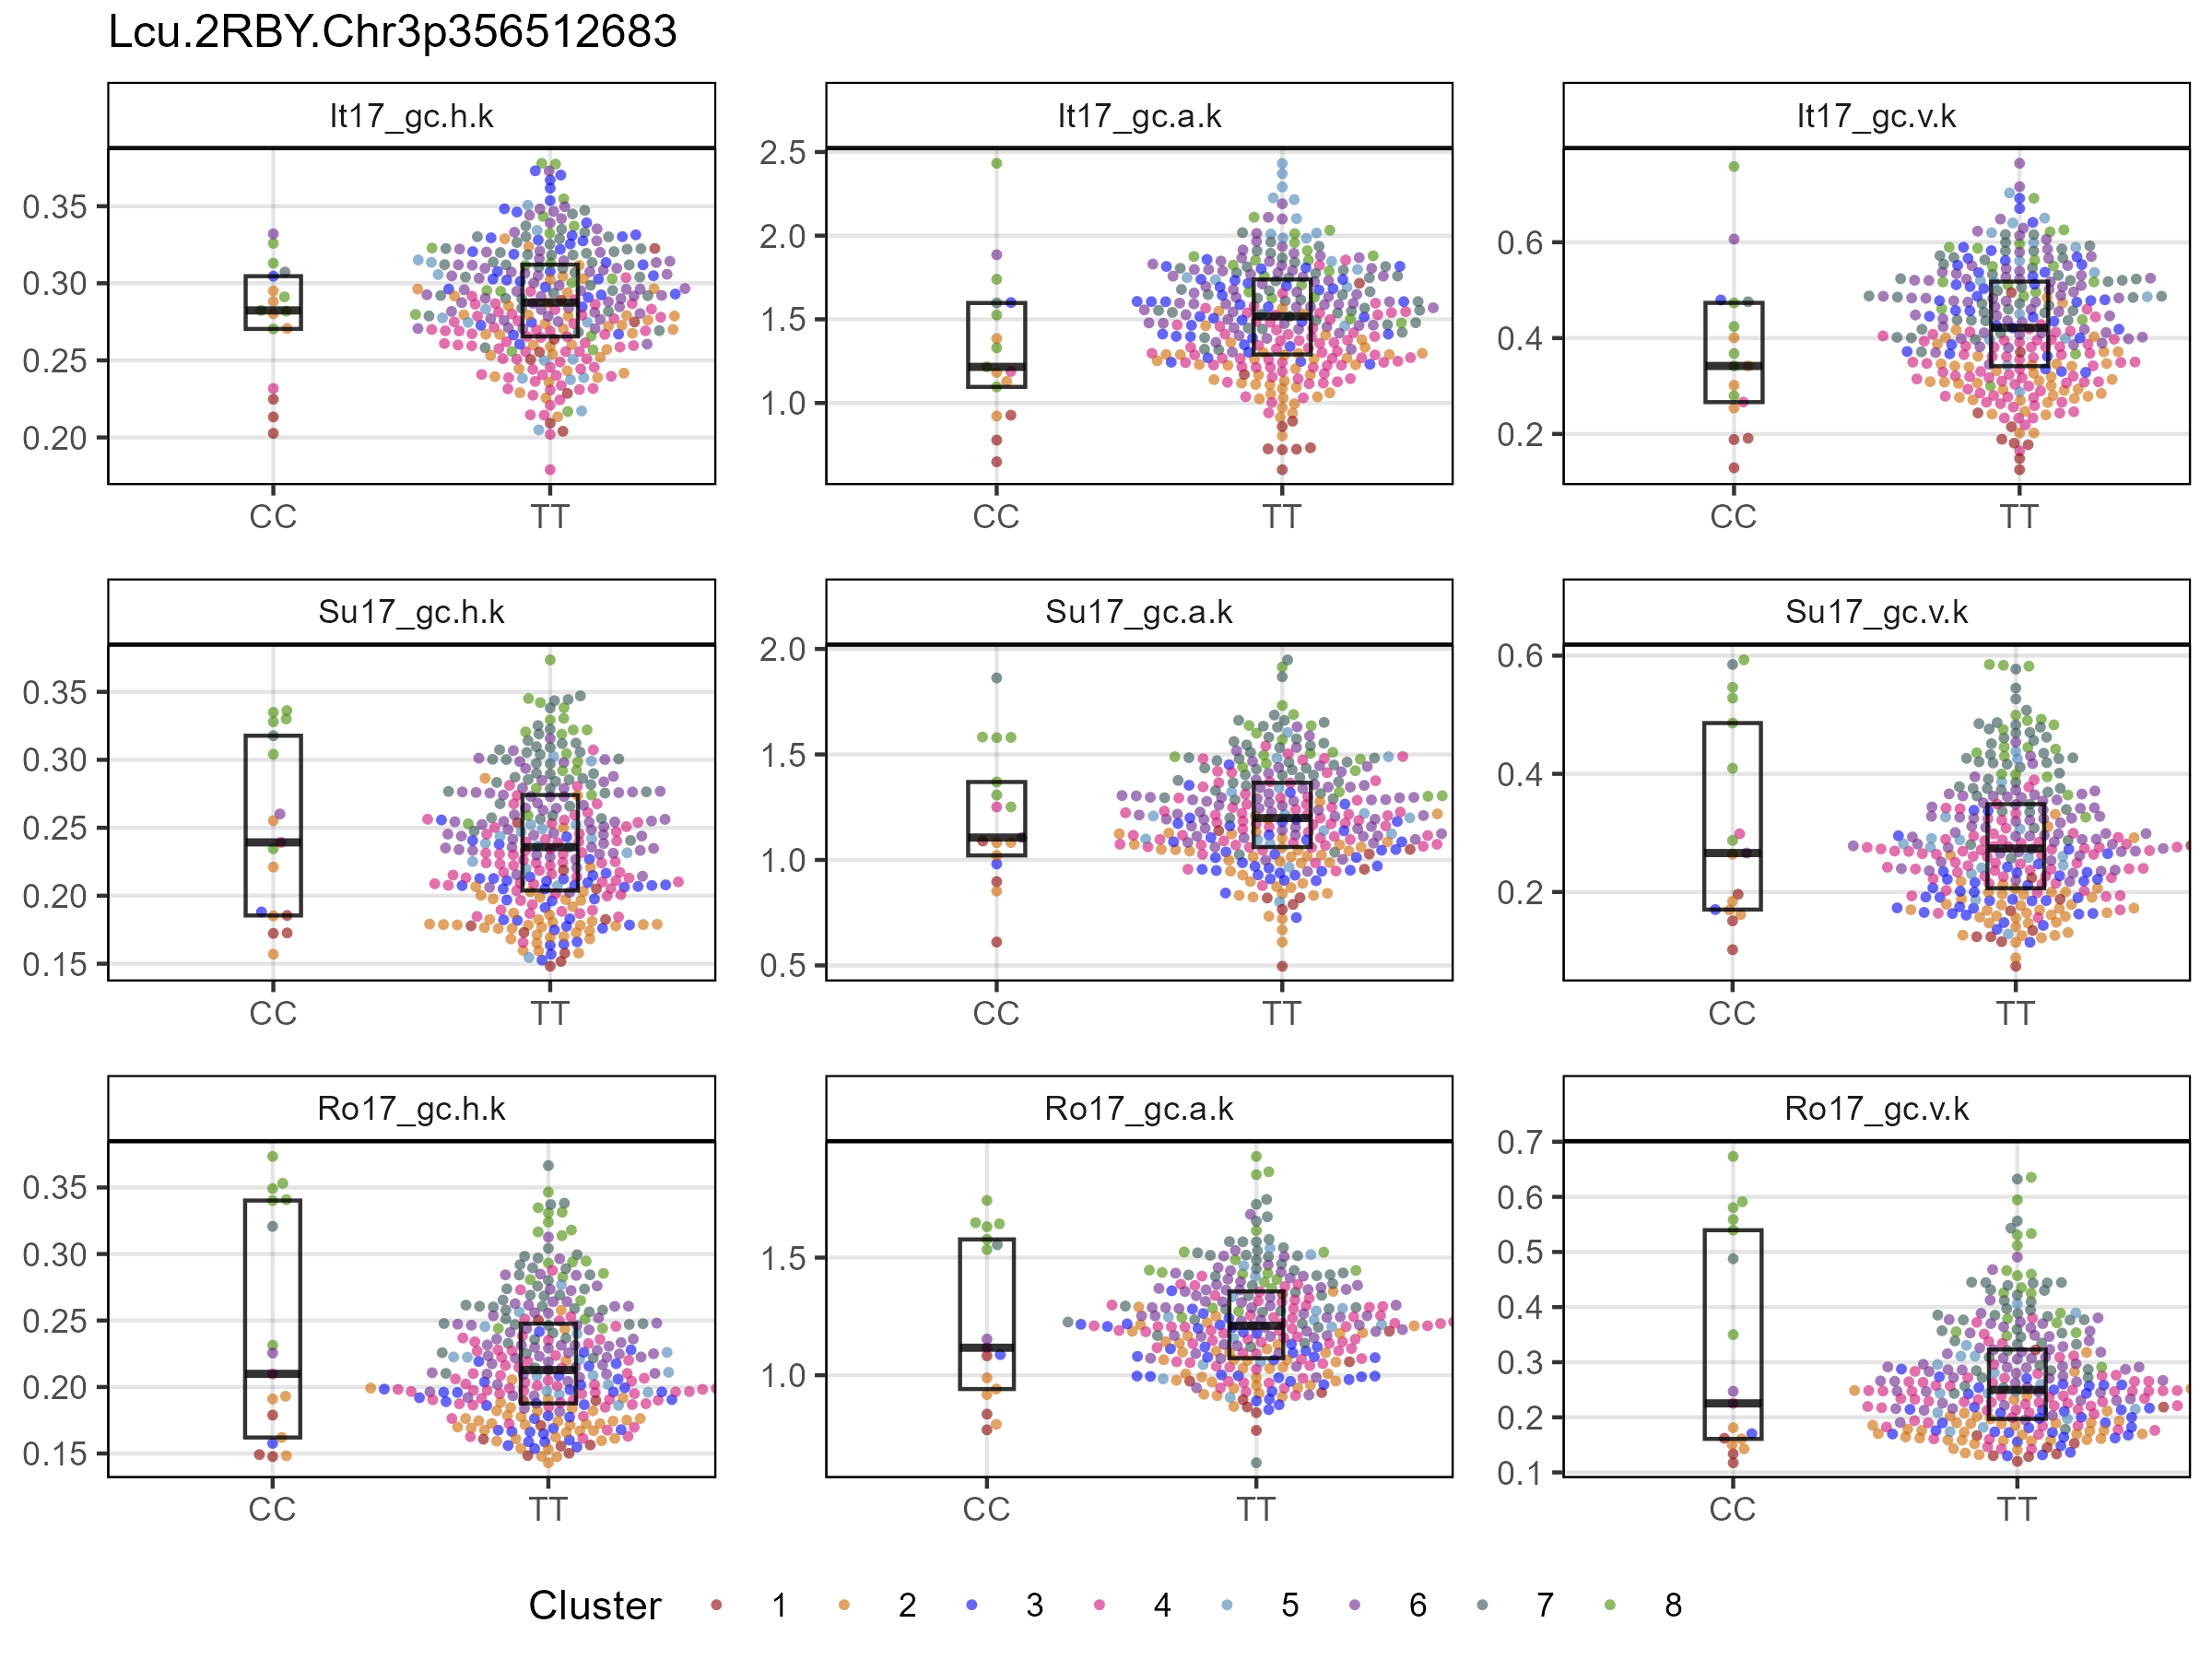 Lcu.2RBY.Chr3p356512683
It17_gc.h.k
It17_gc.a.k
It17_gc.v.k
0.35
0.30
0.25
0.20
CC TT
2.5
2.0
1.5
1.0
CC TT
0.6
0.4
0.2
CC TT
Su17_gc.h.k
Su17_gc.a.k
Su17_gc.v.k
0.35
0.30
0.25
0.20
0.15
CC TT
2.0
1.5
1.0
0.5
CC TT
0.6
0.4
0.2
CC TT
Ro17_gc.h.k
Ro17_gc.a.k
Ro17_gc.v.k
0.35
0.30
0.25
0.20
0.15
CC TT
1.5
1.0
CC TT
0.7
0.6
0.5
0.4
0.3
0.2
0.1
CC TT
Cluster 1 2 3 4 5 6 7 8